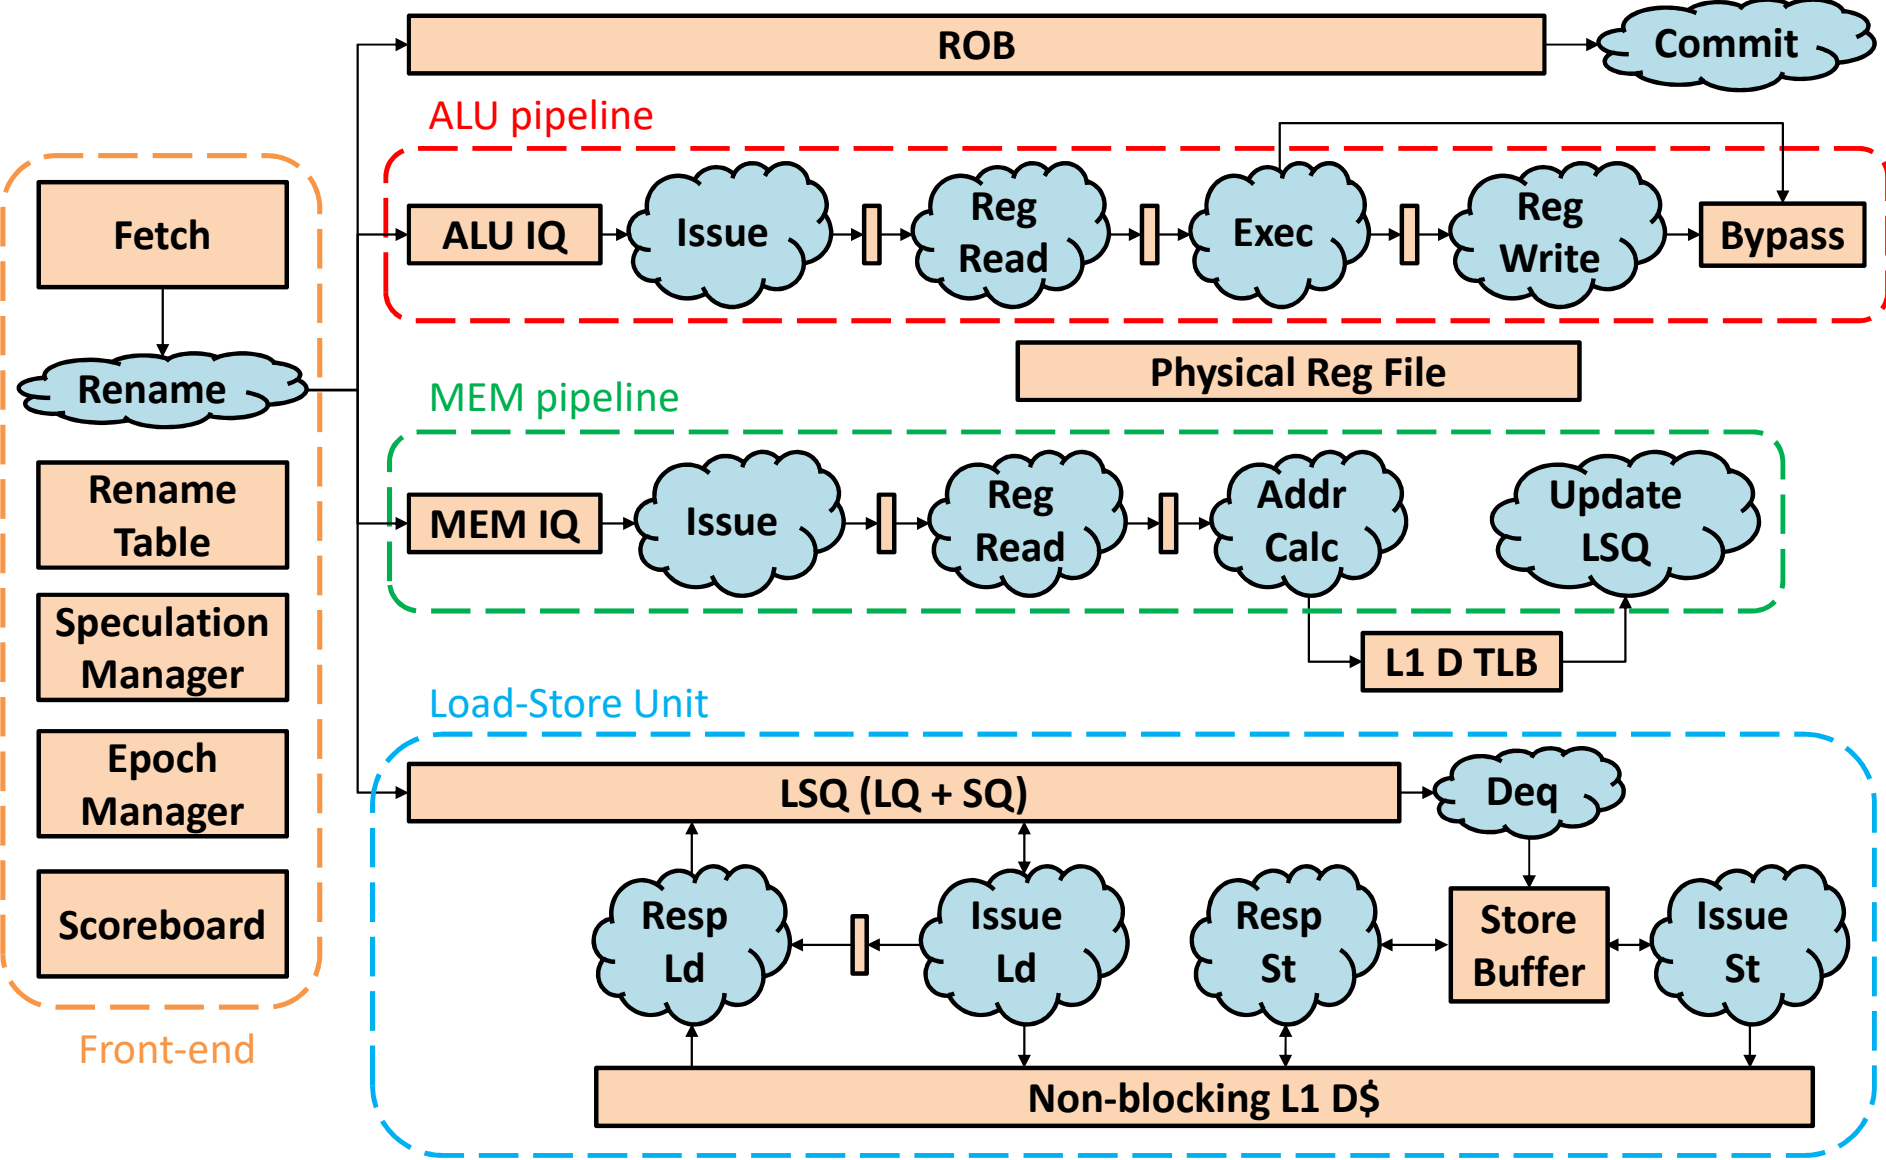 ROB
Commit
ALU pipeline
Fetch
ALU IQ
Issue
Reg
Read
Exec
Reg
Write
Bypass
Rename
Physical Reg File
MEM pipeline
Rename
Table
MEM IQ
Issue
Reg
Read
Addr
Calc
Update
LSQ
Speculation
Manager
L1 D TLB
Load-Store Unit
Epoch
Manager
LSQ (LQ + SQ)
Deq
Scoreboard
Resp
Ld
Issue
Ld
Resp
St
Store
Buffer
Issue
St
Front-end
Non-blocking L1 D$